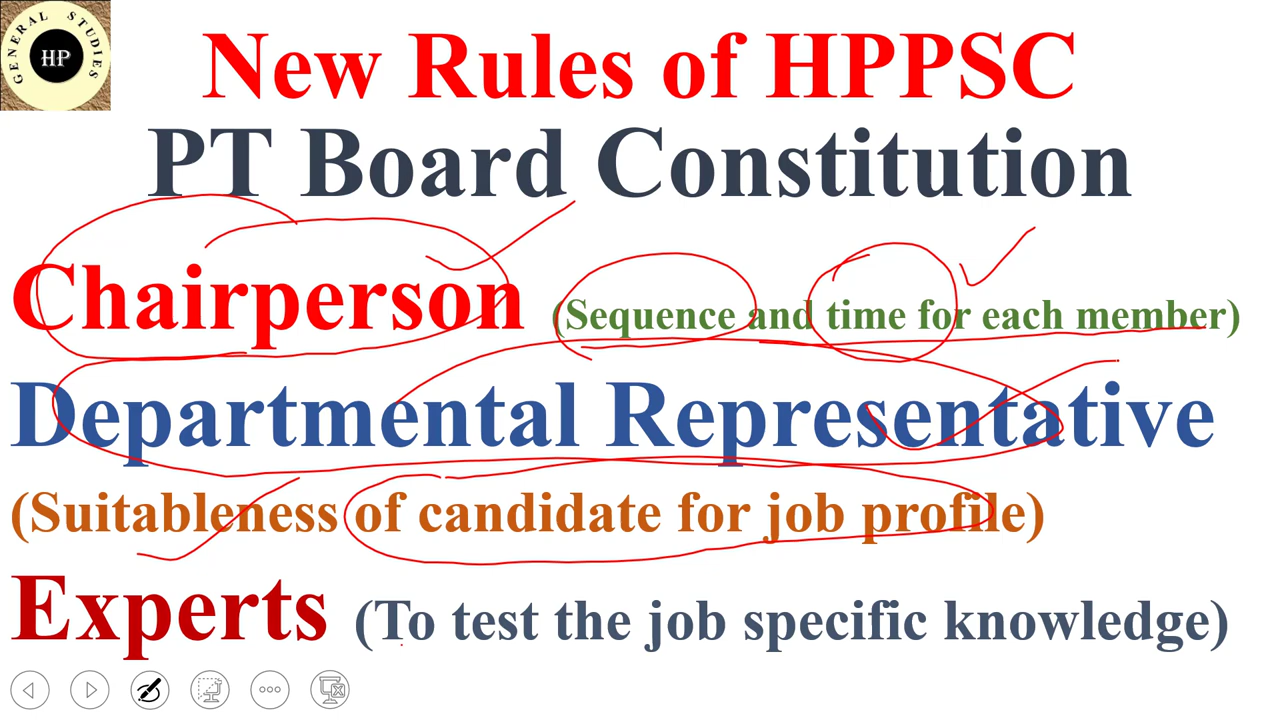 GENERAL STUDIES
HP
New Rules of HPPSC
PT Board Constitution
Chairperson (Sequence and time for each member)
Departmental Representative
(Suitableness of candidate for job profile)
Experts (To test the job specific knowledge)